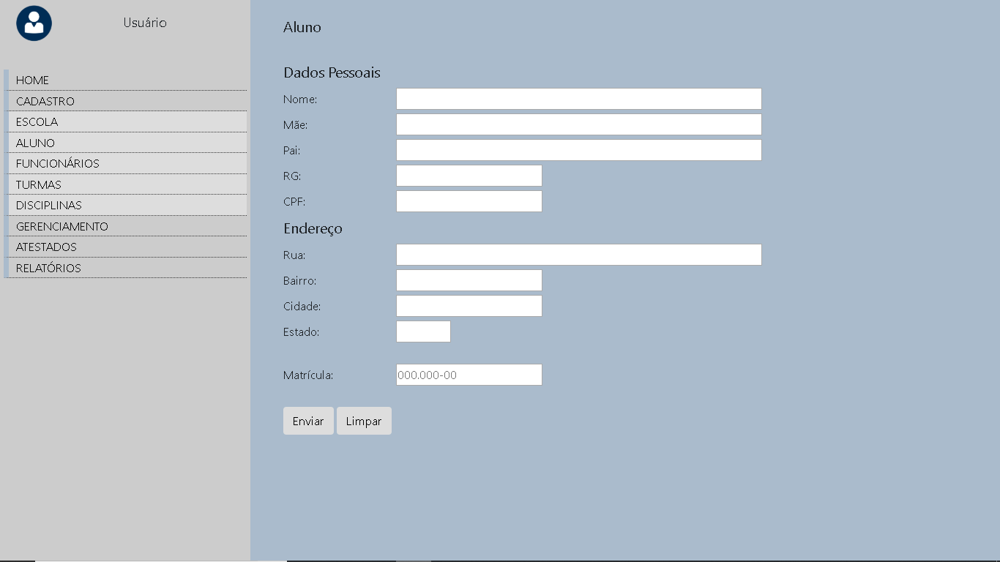 Usuário
HOME
CADASTRO
ESCOLA
ALUNO
FUNCIONÁRIOS
TURMAS
DISCIPLINAS
GERENCIAMENTO
ATESTADOS
RELATÓRIOS
Aluno
Dados Pessoais
Nome:
Mãe:
Pai:
RG:
CPF:
Endereço
Rua:
Bairro:
Cidade:
Estado:
Matrícula: 000.000-00
Enviar Limpar